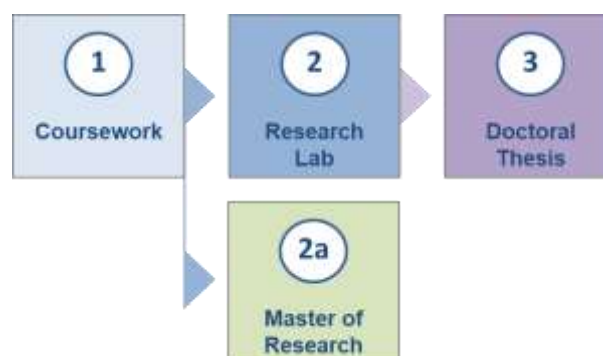 1
Coursework
2
Research
Lab
3
Doctoral
Thesis
2a
Master of
Research